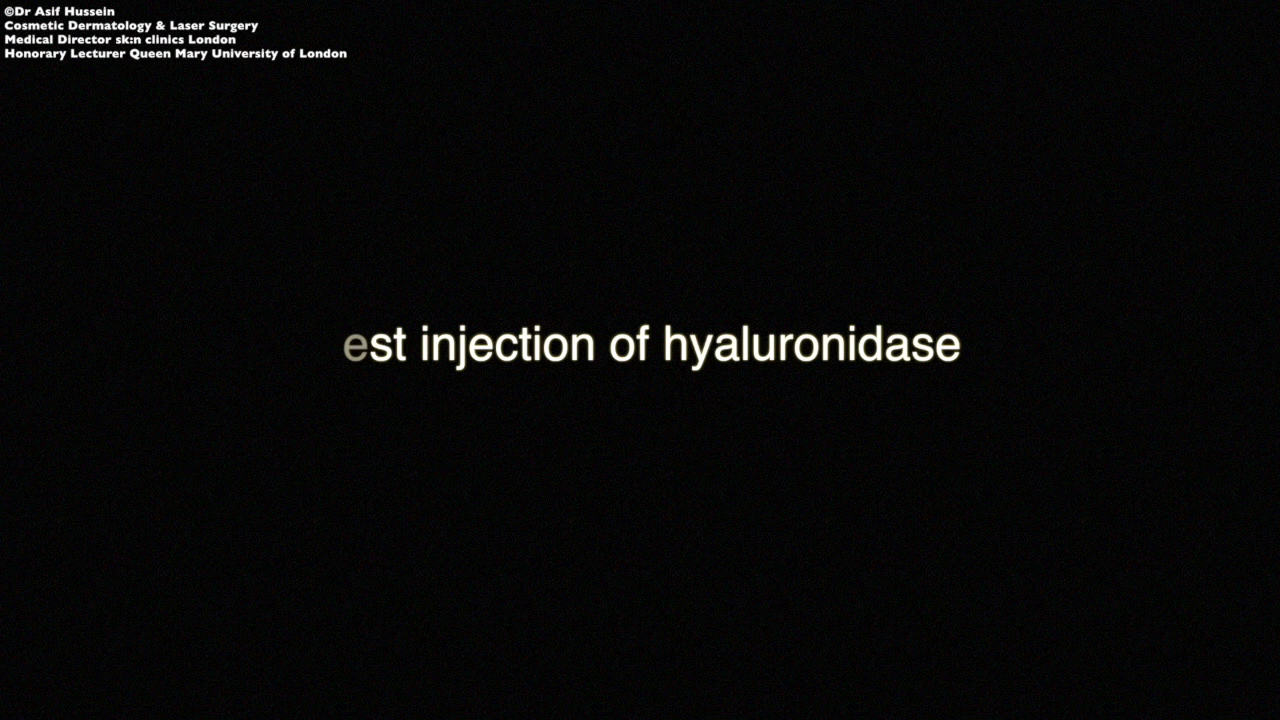 ©Dr Asif Hussein
Cosmetic Dermatology & Laser Surgery
Medical Director sk:n clinics London
Honorary Lecturer Queen Mary University of London
est injection of hyaluronidase